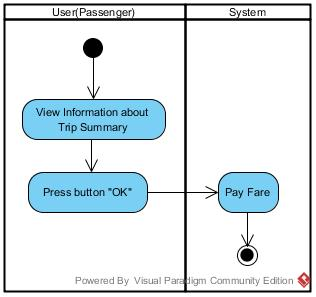 User(Passenger)
System
View Information about
Trip Summary
Press button "OK"
Pay Fare
Powered By Visual Paradigm Community Edition